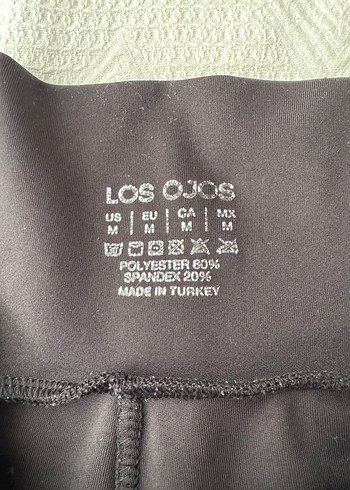 LOS OJOS
US | EU | CA | MX
M | M | M | M
POLYESTER 80%
SPANDEX 20%
MADE IN TURKEY